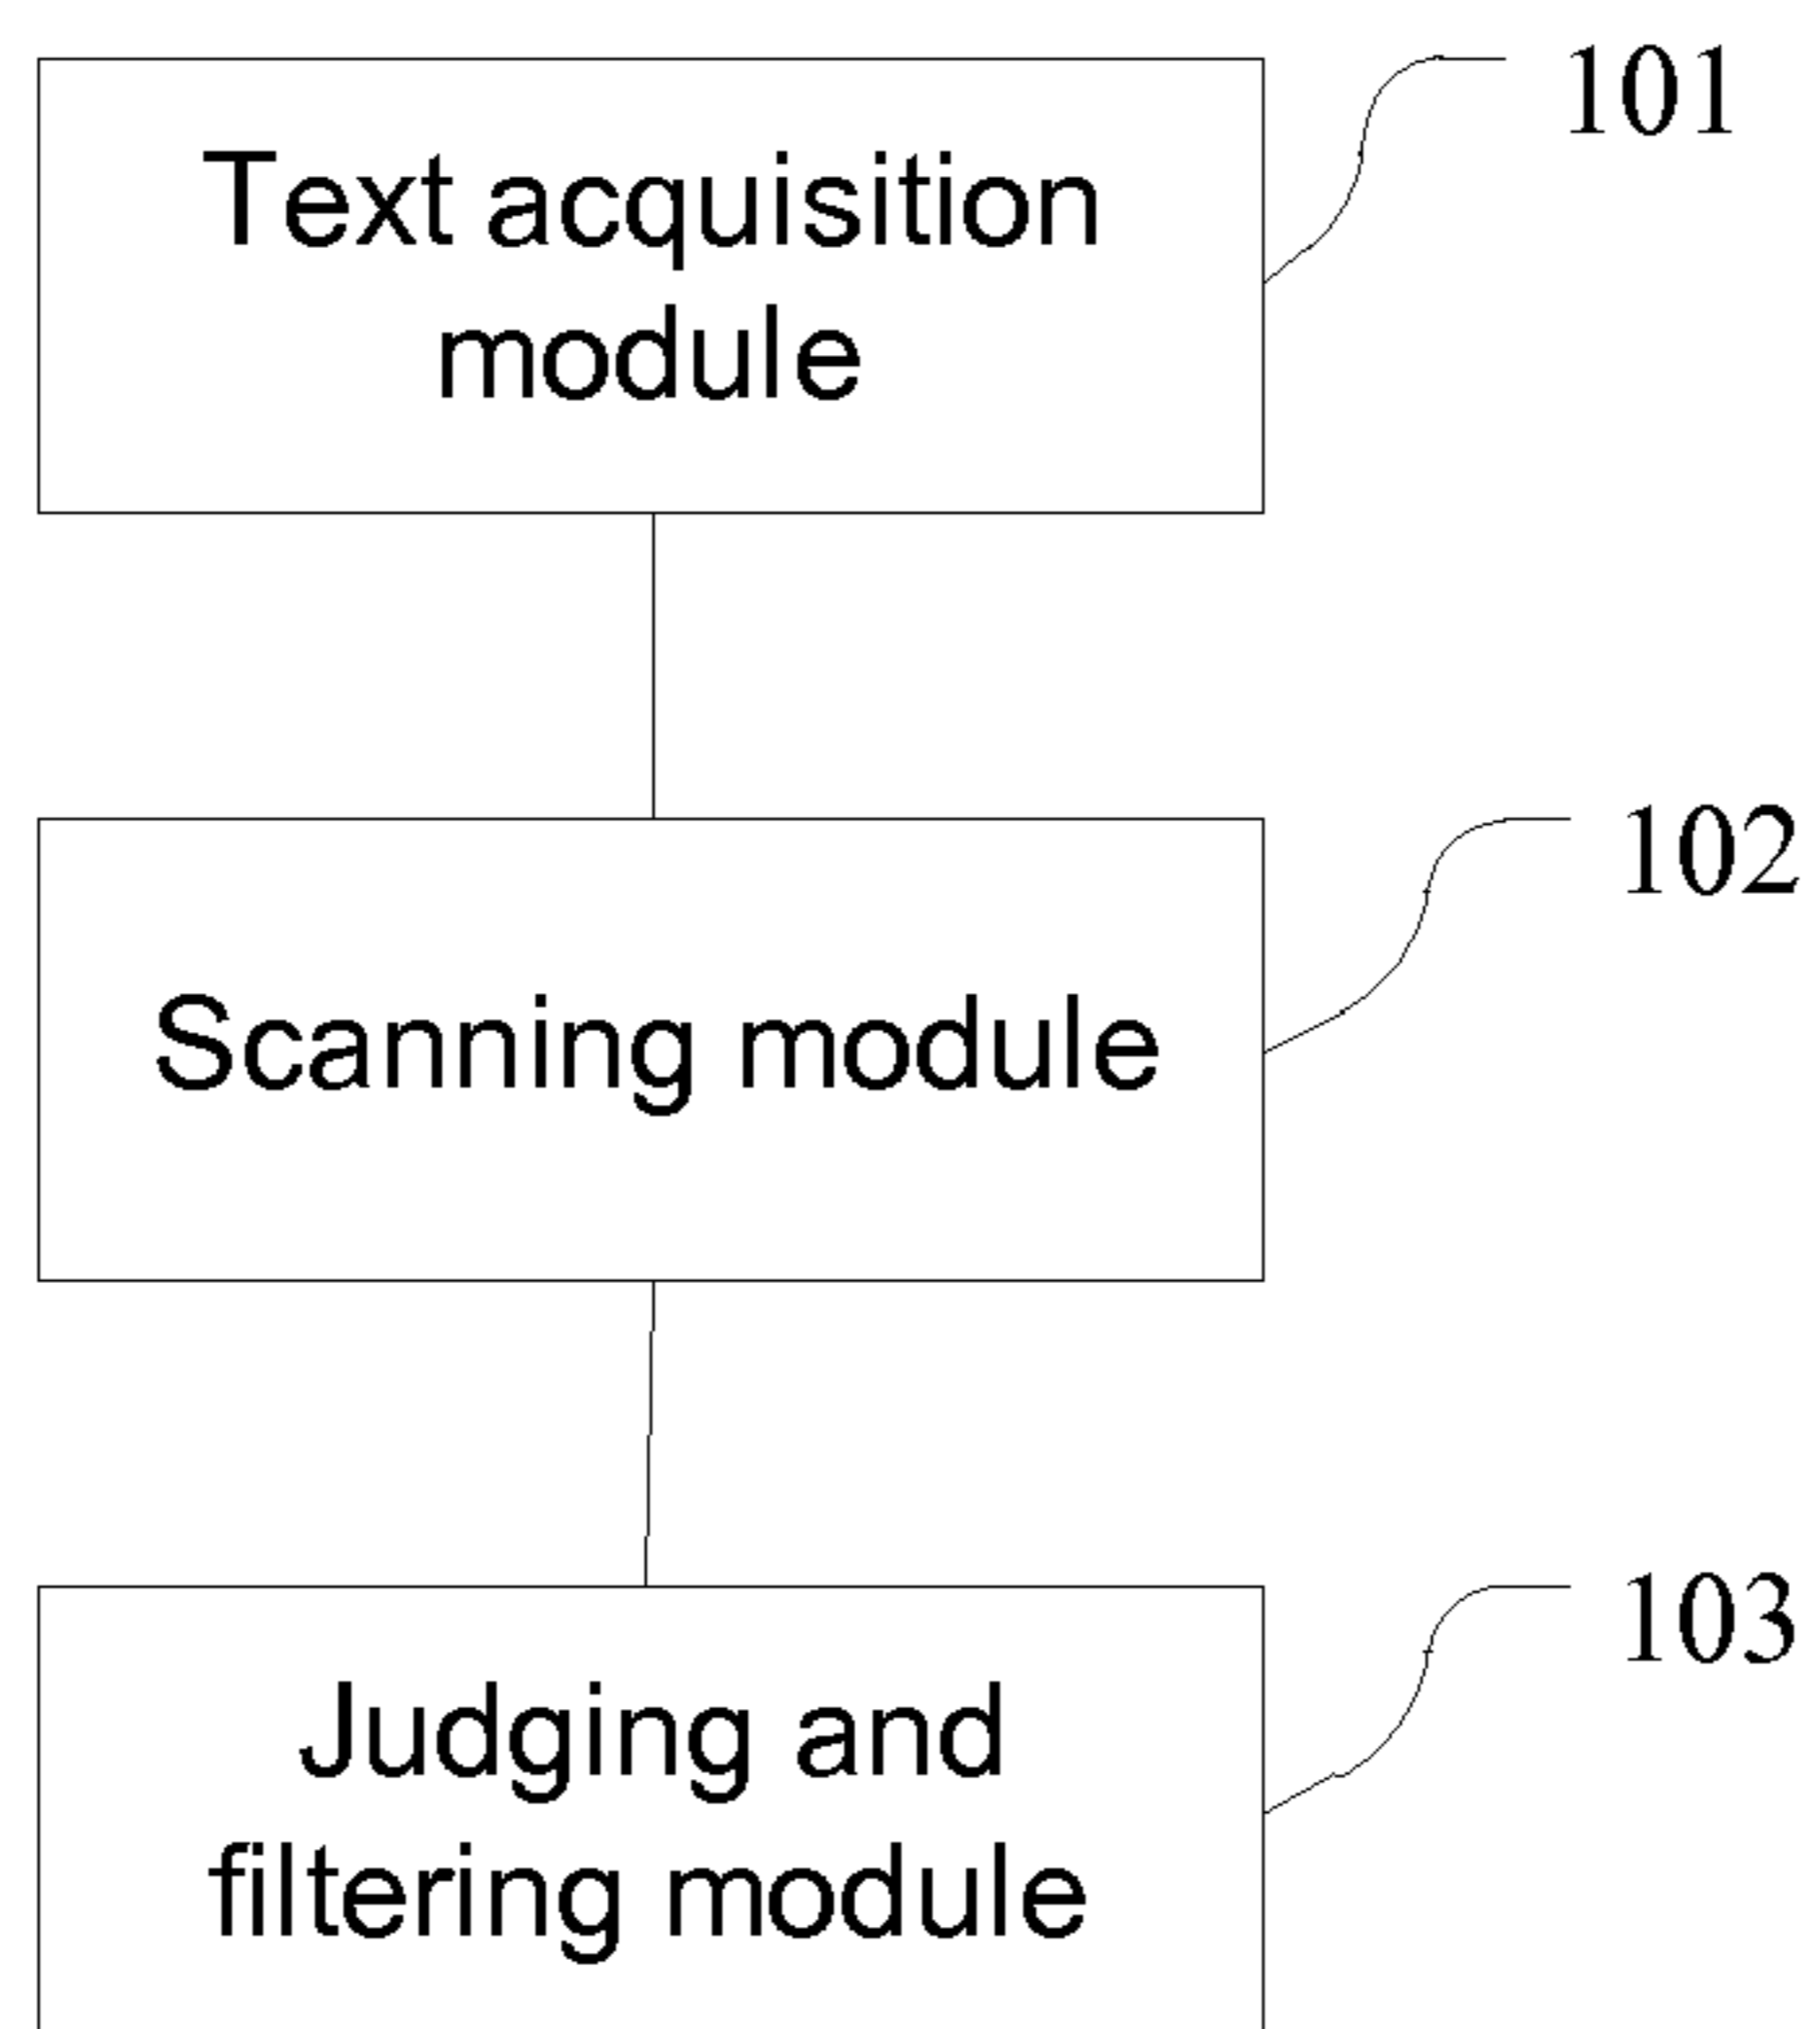 101
Text acquisition
module
102
Scanning module
103
Judging and
filtering module